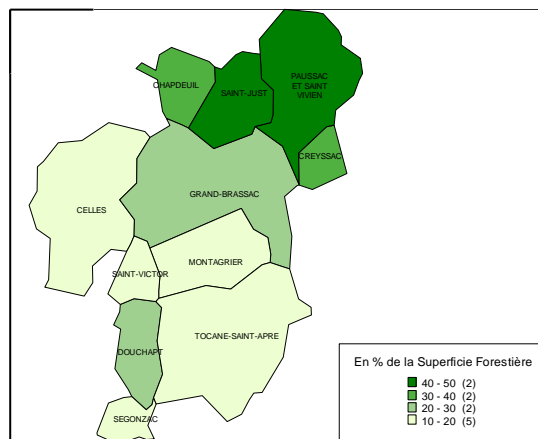 PAUSSAC
ET SAINT
VIVIEN
CHAPDEUIL
SAINT-JUST
CREYSSAC
GRAND-BRASSAC
CELLES
MONTAGRIER
SAINT-VICTOR
TOCANE-SAINT-APRE
DOUCHAPT
SEGONZAC
En % de la Superficie Forestière
40 - 50 (2)
30 - 40 (2)
20 - 30 (2)
10 - 20 (5)